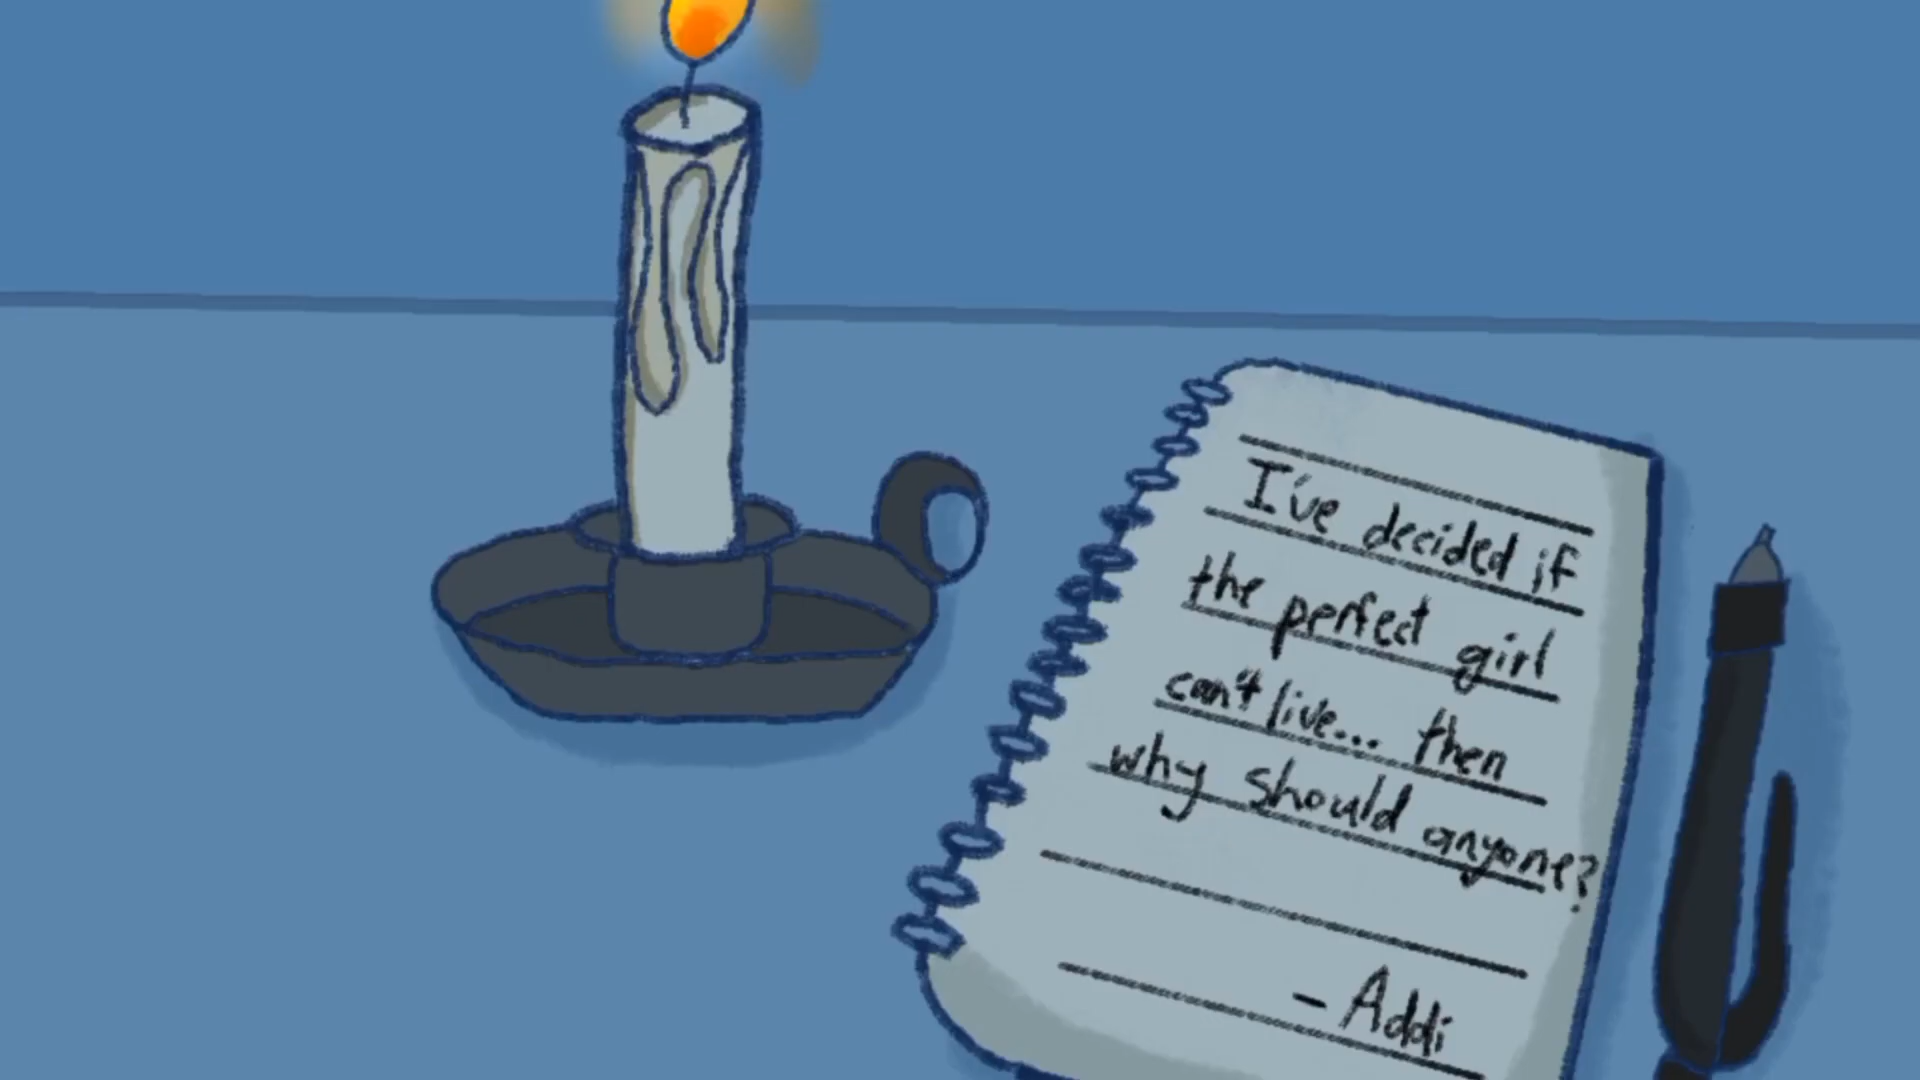 I've decided if
the perfect girl
can't live... then
why should anyone?
- Addi